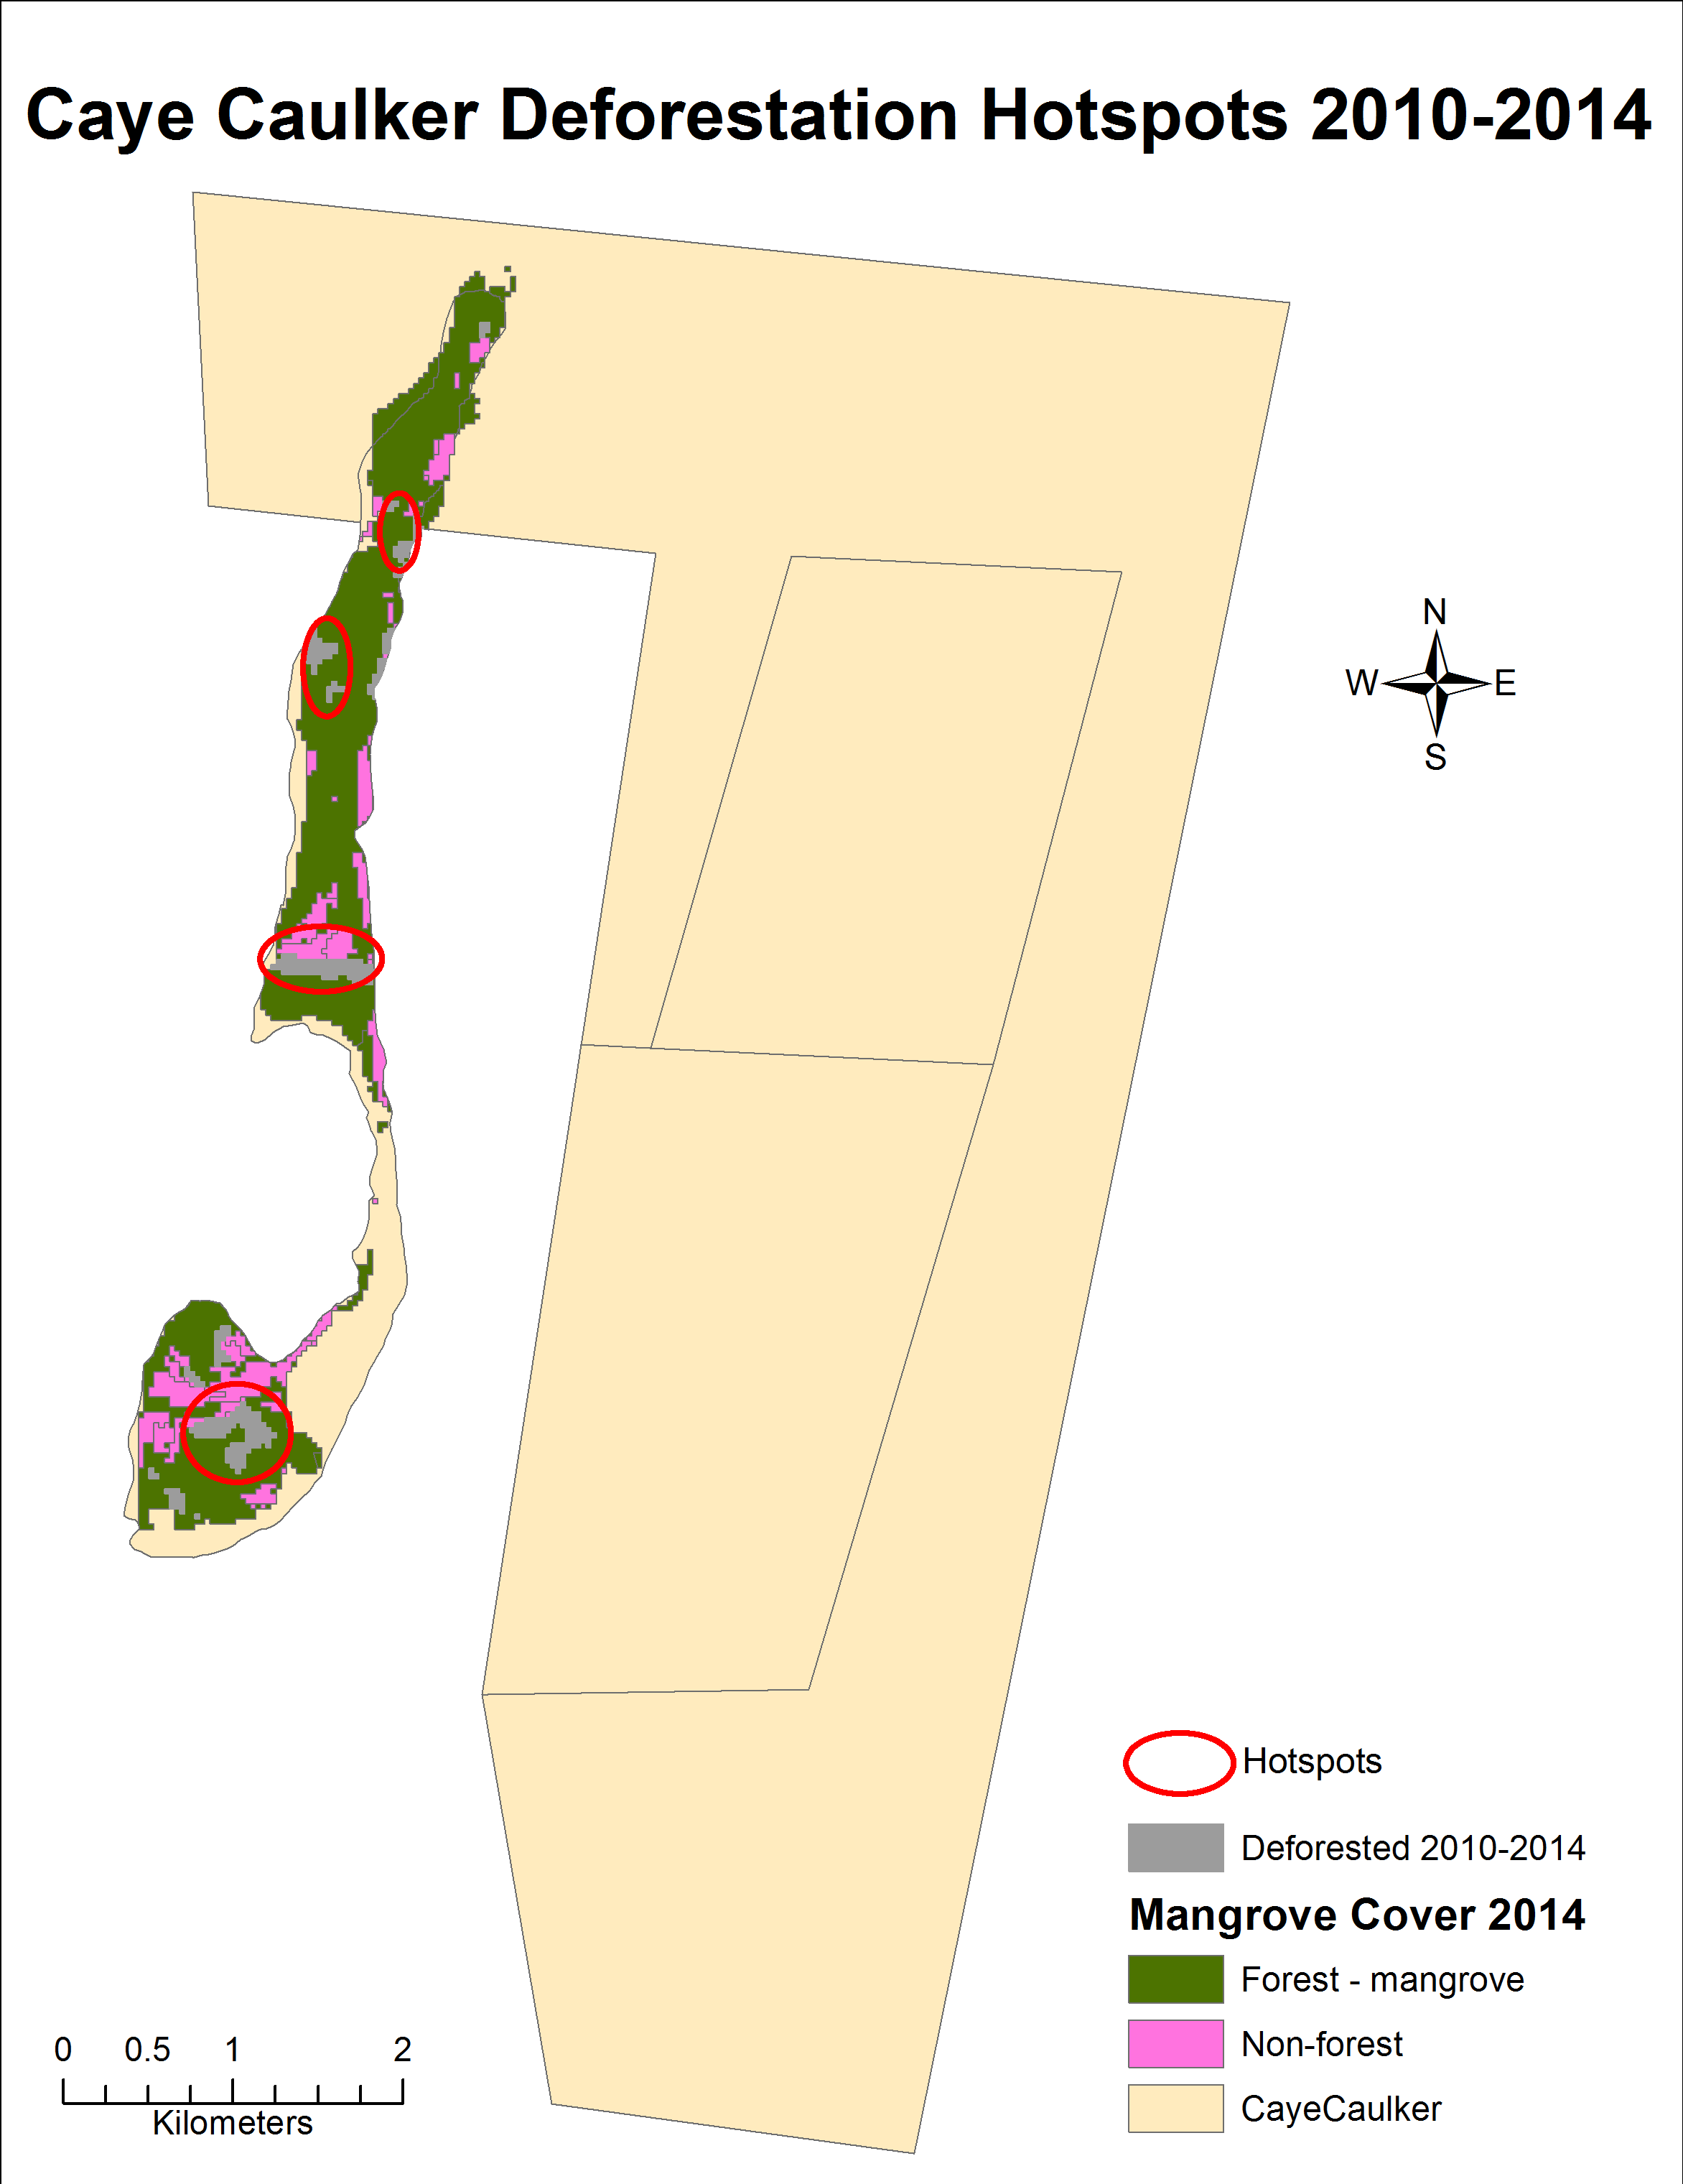 Caye Caulker Deforestation Hotspots 2010-2014
N
W E
S
Hotspots
Deforested 2010-2014
Mangrove Cover 2014
Forest - mangrove
Non-forest
CayeCaulker
0 0.5 1 2
Kilometers